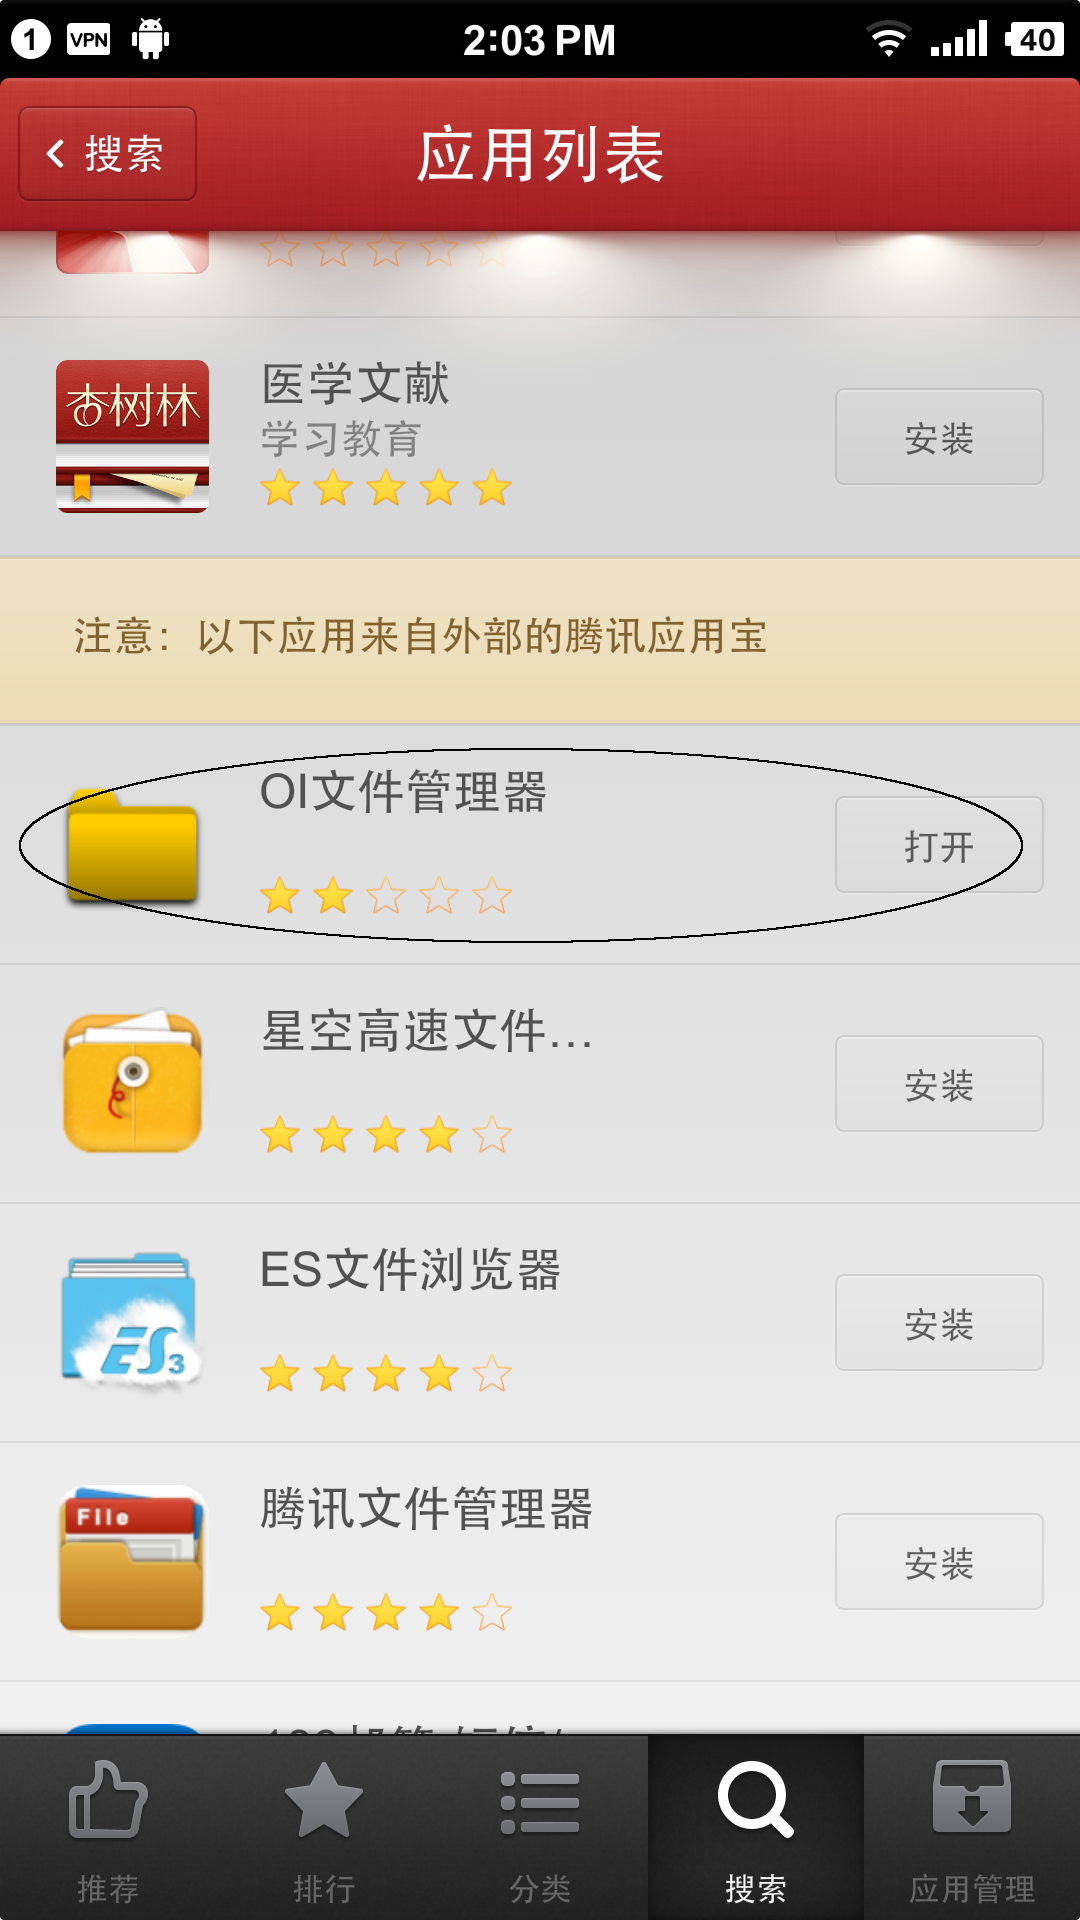 1 VPN 2:03 PM 40
搜索 应用列表
杏树林
医学文献
学习教育
安装
注意：以下应用来自外部的腾讯应用宝
OI文件管理器
打开
星空高速文件...
安装
ES文件浏览器
ES3
安装
腾讯文件管理器
File
安装
推荐 排行 分类 搜索 应用管理